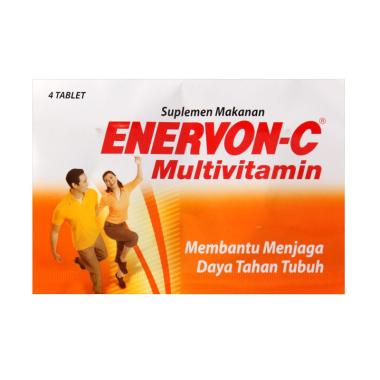 4 TABLET
Suplemen Makanan
ENERVON-C®
Multivitamin
Membantu Menjaga
Daya Tahan Tubuh